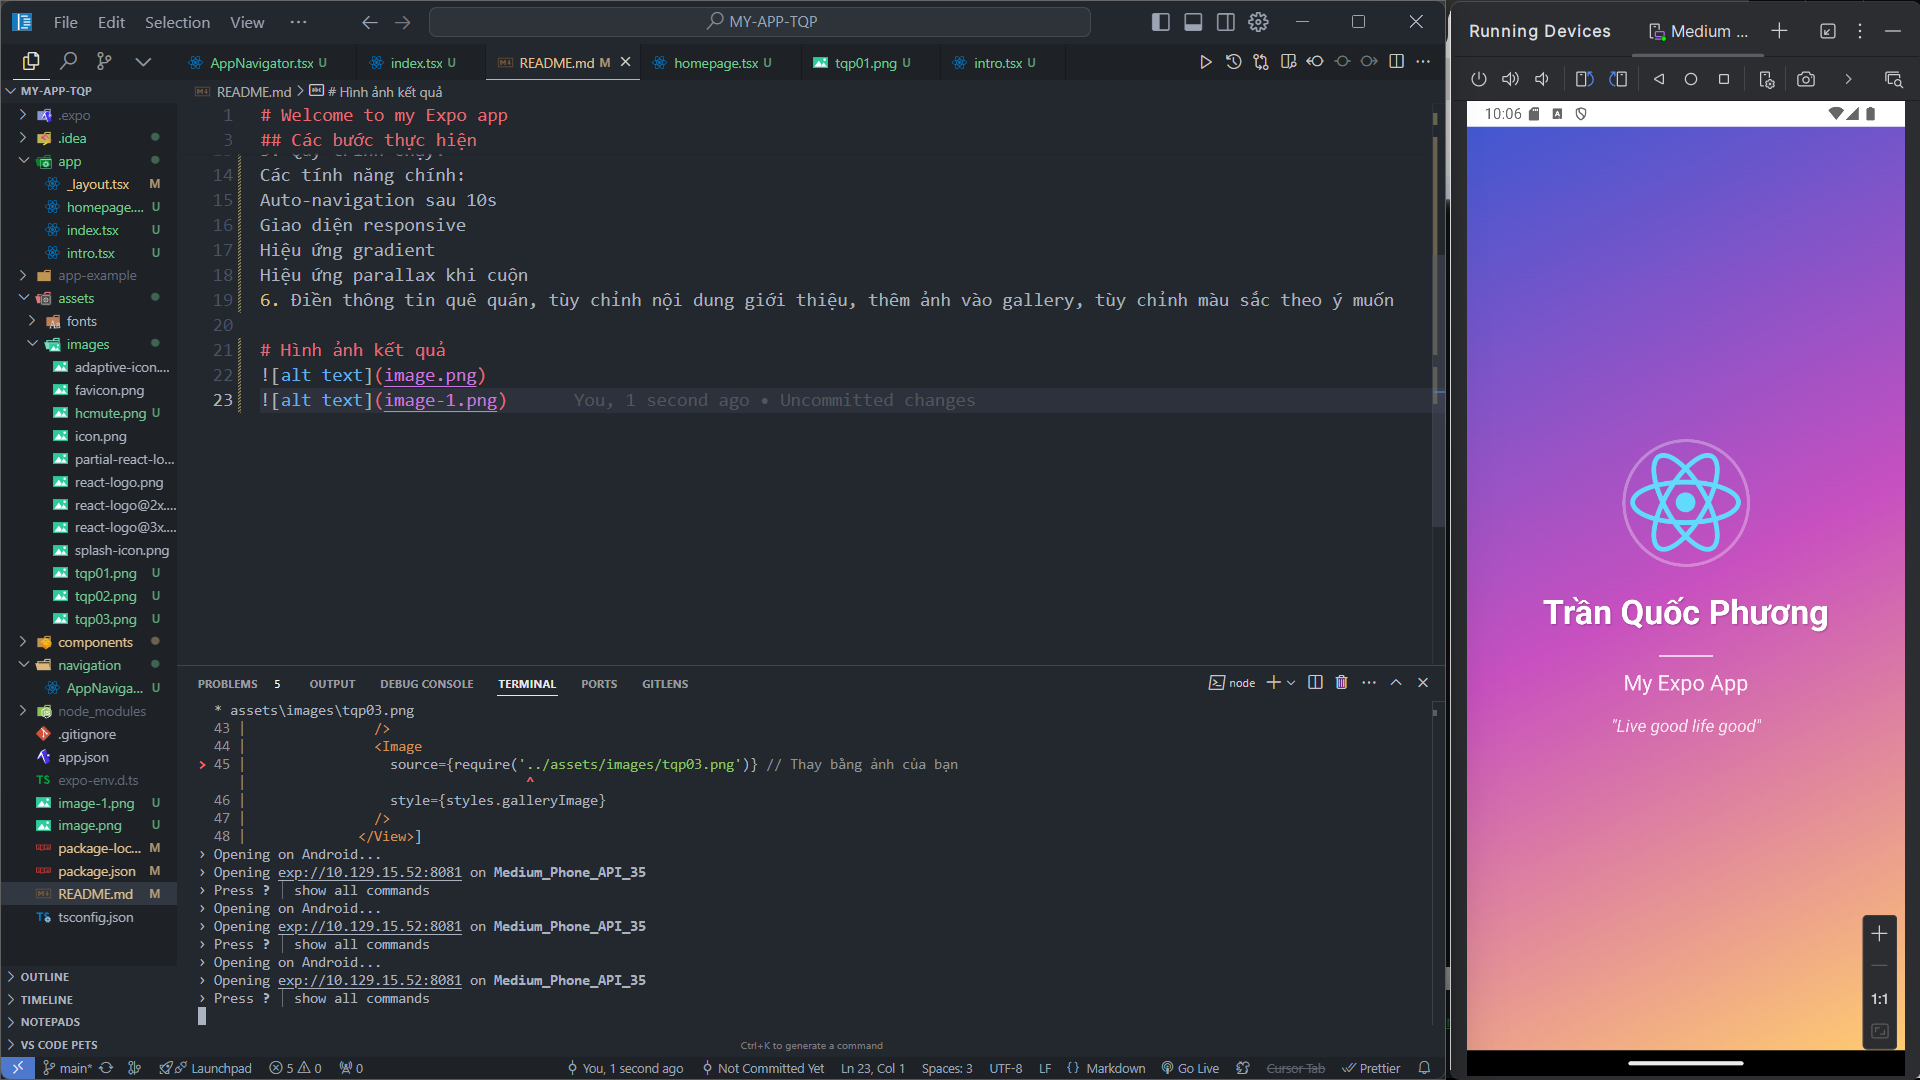 File Edit Selection View ··· MY-APP-TQP
AppNavigator.tsx U index.tsx U README.md M homepage.tsx U tqp01.png U intro.tsx U
MY-APP-TQP
.expo
.idea
app
_layout.tsx M
homepage.... U
index.tsx U
intro.tsx U
app-example
assets
fonts
images
adaptive-icon....
favicon.png
hcmute.png U
icon.png
partial-react-lo...
react-logo.png
react-logo@2x....
react-logo@3x....
splash-icon.png
tqp01.png U
tqp02.png U
tqp03.png U
components
navigation
AppNaviga... U
node_modules
.gitignore
app.json
TS expo-env.d.ts
image-1.png U
image.png U
package-loc... M
package.json M
README.md M
TS tsconfig.json
OUTLINE
TIMELINE
NOTEPADS
VS CODE PETS
README.md > # Hình ảnh kết quả
1 # Welcome to my Expo app
3 ## Các bước thực hiện
14 Các tính năng chính:
15 Auto-navigation sau 10s
16 Giao diện responsive
17 Hiệu ứng gradient
18 Hiệu ứng parallax khi cuộn
19 6. Điền thông tin quê quán, tùy chỉnh nội dung giới thiệu, thêm ảnh vào gallery, tùy chỉnh màu sắc theo ý muốn
20
21 # Hình ảnh kết quả
22 ![alt text](image.png)
23 ![alt text](image-1.png) You, 1 second ago • Uncommitted changes
PROBLEMS 5 OUTPUT DEBUG CONSOLE TERMINAL PORTS GITLENS node
* assets\images\tqp03.png
43 | />
44 | <Image
> 45 | source={require('../assets/images/tqp03.png')} // Thay bằng ảnh của bạn
| ^
46 | style={styles.galleryImage}
47 | />
48 | </View>]
› Opening on Android...
› Opening exp://10.129.15.52:8081 on Medium_Phone_API_35
› Press ? │ show all commands
› Opening on Android...
› Opening exp://10.129.15.52:8081 on Medium_Phone_API_35
› Press ? │ show all commands
› Opening on Android...
› Opening exp://10.129.15.52:8081 on Medium_Phone_API_35
› Press ? │ show all commands
Ctrl+K to generate a command
main* Launchpad 5 0 0 You, 1 second ago Not Committed Yet Ln 23, Col 1 Spaces: 3 UTF-8 LF {} Markdown Go Live Cursor Tab Prettier
Running Devices Medium ...
10:06
Trần Quốc Phương
My Expo App
"Live good life good"
1:1